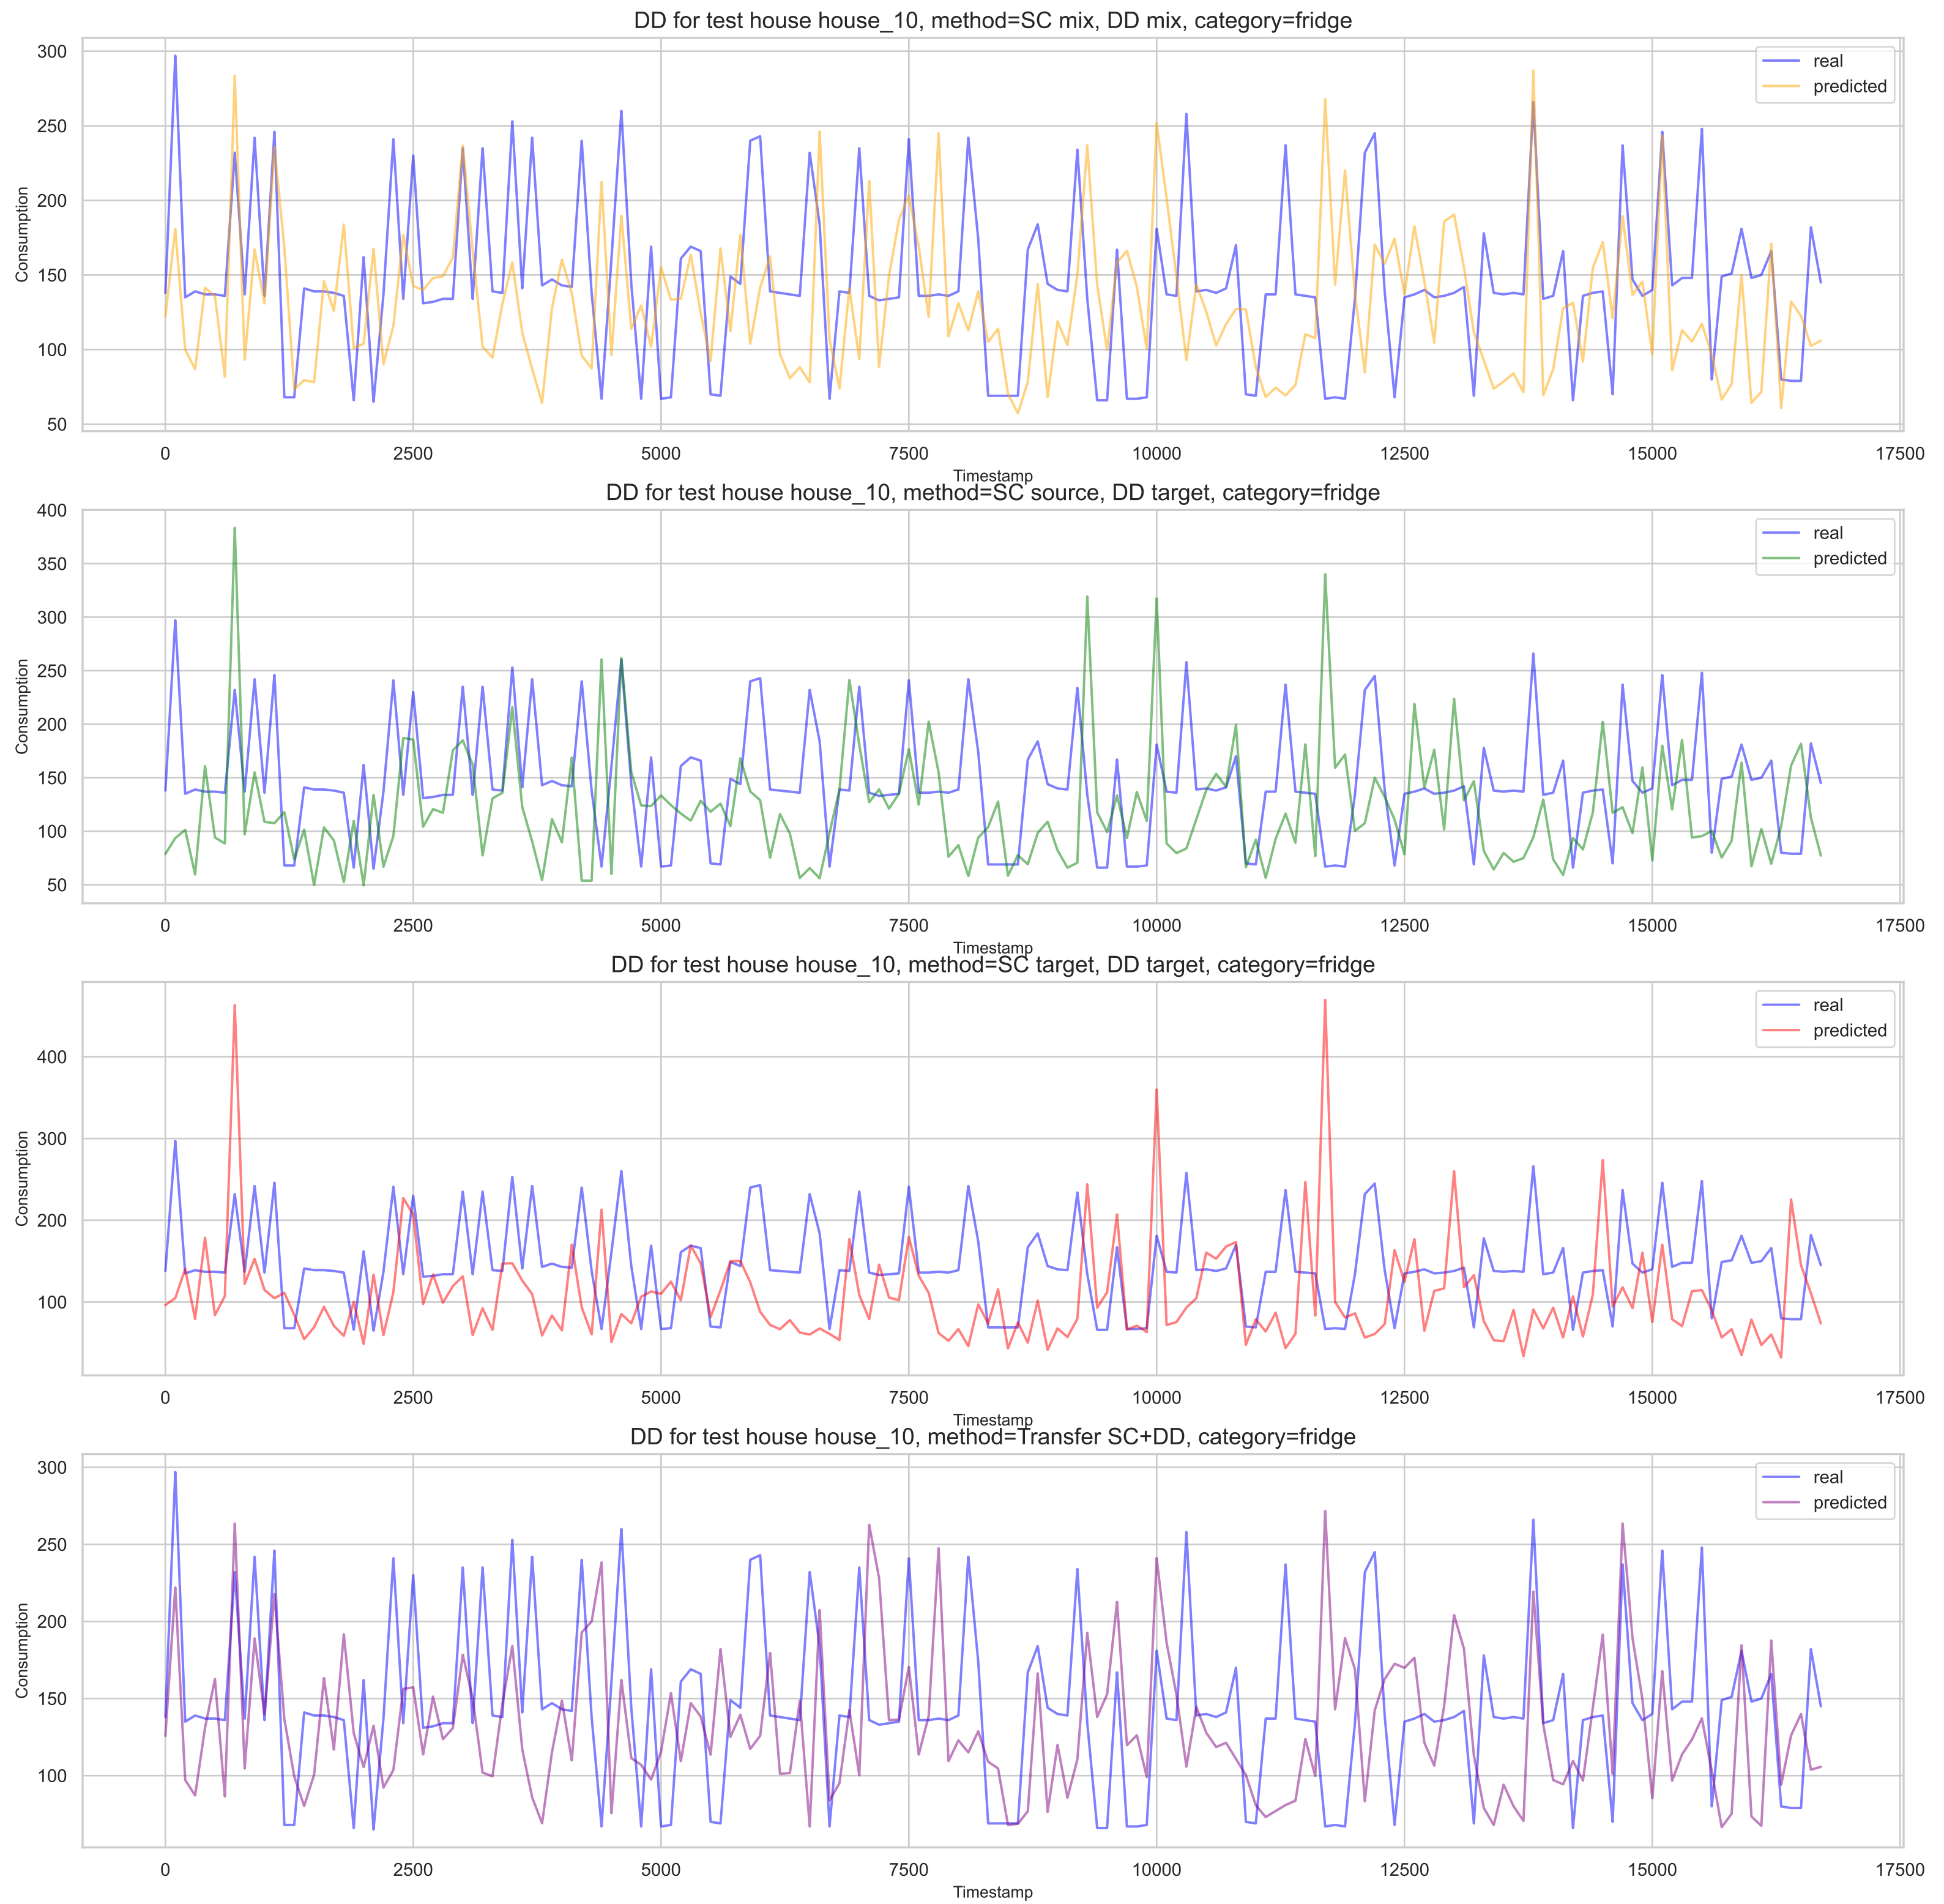 DD for test house house_10, method=SC mix, DD mix, category=fridge
300
250
200
150
100
50
Consumption
real
predicted
0 2500 5000 7500 10000 12500 15000 17500
Timestamp
DD for test house house_10, method=SC source, DD target, category=fridge
400
350
300
250
200
150
100
50
Consumption
real
predicted
0 2500 5000 7500 10000 12500 15000 17500
Timestamp
DD for test house house_10, method=SC target, DD target, category=fridge
400
300
200
100
Consumption
real
predicted
0 2500 5000 7500 10000 12500 15000 17500
Timestamp
DD for test house house_10, method=Transfer SC+DD, category=fridge
300
250
200
150
100
Consumption
real
predicted
0 2500 5000 7500 10000 12500 15000 17500
Timestamp